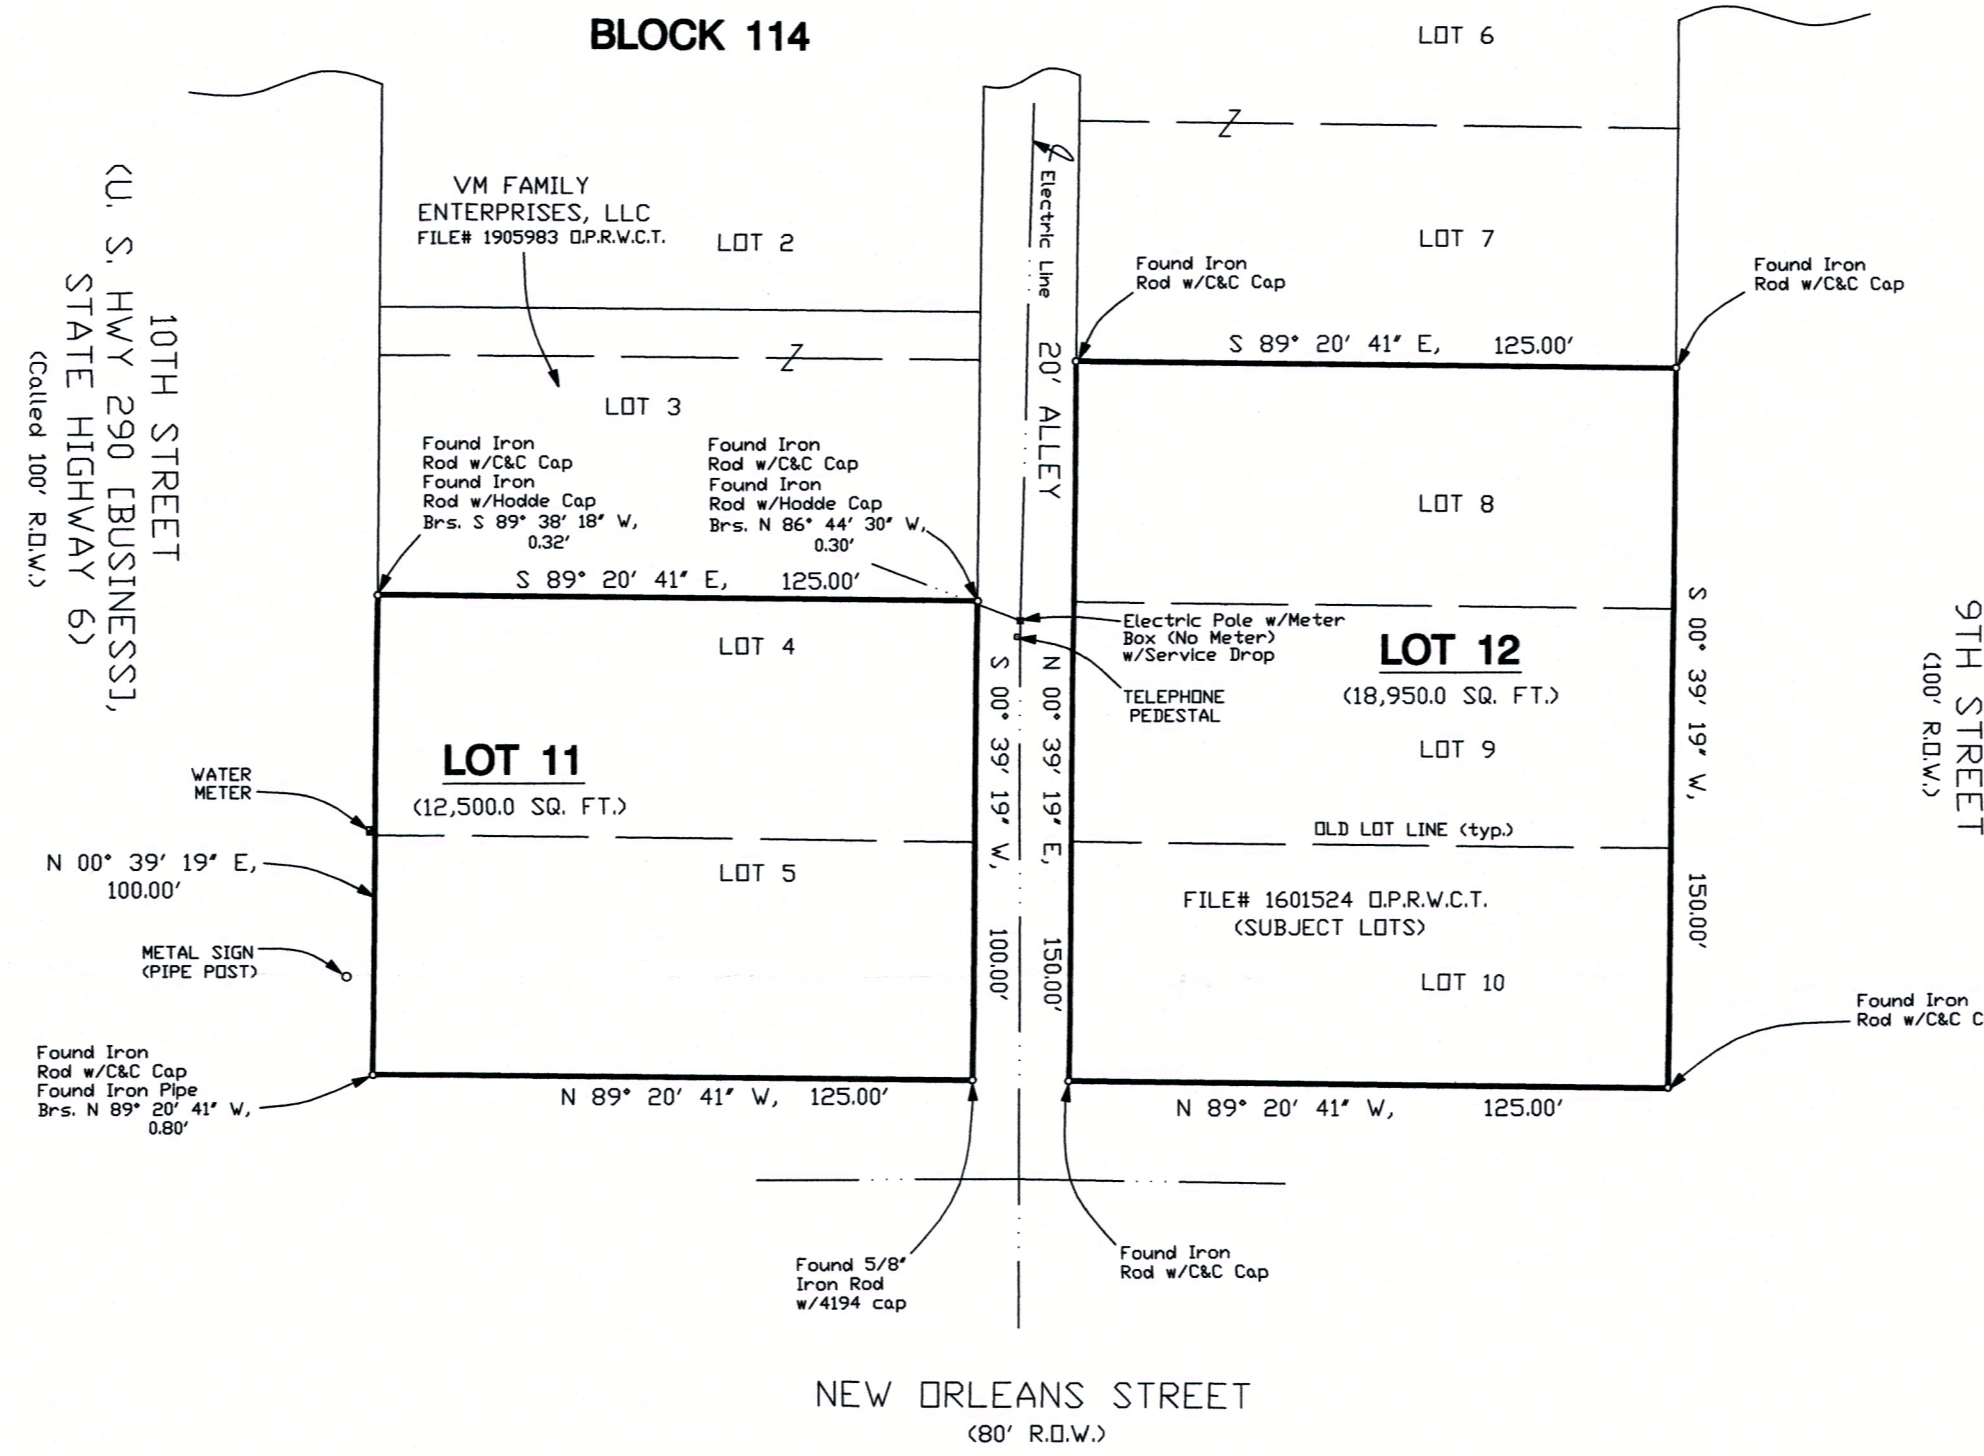 BLOCK 114
LOT 6
VM FAMILY
ENTERPRISES, LLC
FILE# 1905983 O.P.R.W.C.T.
LOT 2
Electric Line
20' ALLEY
LOT 7
Found Iron
Rod w/C&C Cap
Found Iron
Rod w/C&C Cap
S 89° 20' 41" E, 125.00'
10TH STREET
(U. S. HWY 290 [BUSINESS],
STATE HIGHWAY 6)
(Called 100' R.O.W.)
LOT 3
Found Iron
Rod w/C&C Cap
Found Iron
Rod w/Hodde Cap
Brs. S 89° 38' 18" W,
0.32'
Found Iron
Rod w/C&C Cap
Found Iron
Rod w/Hodde Cap
Brs. N 86° 44' 30" W,
0.30'
S 89° 20' 41" E, 125.00'
LOT 8
LOT 4
Electric Pole w/Meter
Box (No Meter)
w/Service Drop
TELEPHONE
PEDESTAL
LOT 12
(18,950.0 SQ. FT.)
LOT 9
S 00° 39' 19" W, 150.00'
9TH STREET
(100' R.O.W.)
LOT 11
(12,500.0 SQ. FT.)
S 00° 39' 19" W, 100.00'
N 00° 39' 19" E, 150.00'
WATER
METER
OLD LOT LINE (typ.)
N 00° 39' 19" E,
100.00'
LOT 5
FILE# 1601524 O.P.R.W.C.T.
(SUBJECT LOTS)
METAL SIGN
(PIPE POST)
LOT 10
Found Iron
Rod w/C&C C
Found Iron
Rod w/C&C Cap
Found Iron Pipe
Brs. N 89° 20' 41" W,
0.80'
N 89° 20' 41" W, 125.00'
N 89° 20' 41" W, 125.00'
Found 5/8"
Iron Rod
w/4194 cap
Found Iron
Rod w/C&C Cap
NEW ORLEANS STREET
(80' R.O.W.)